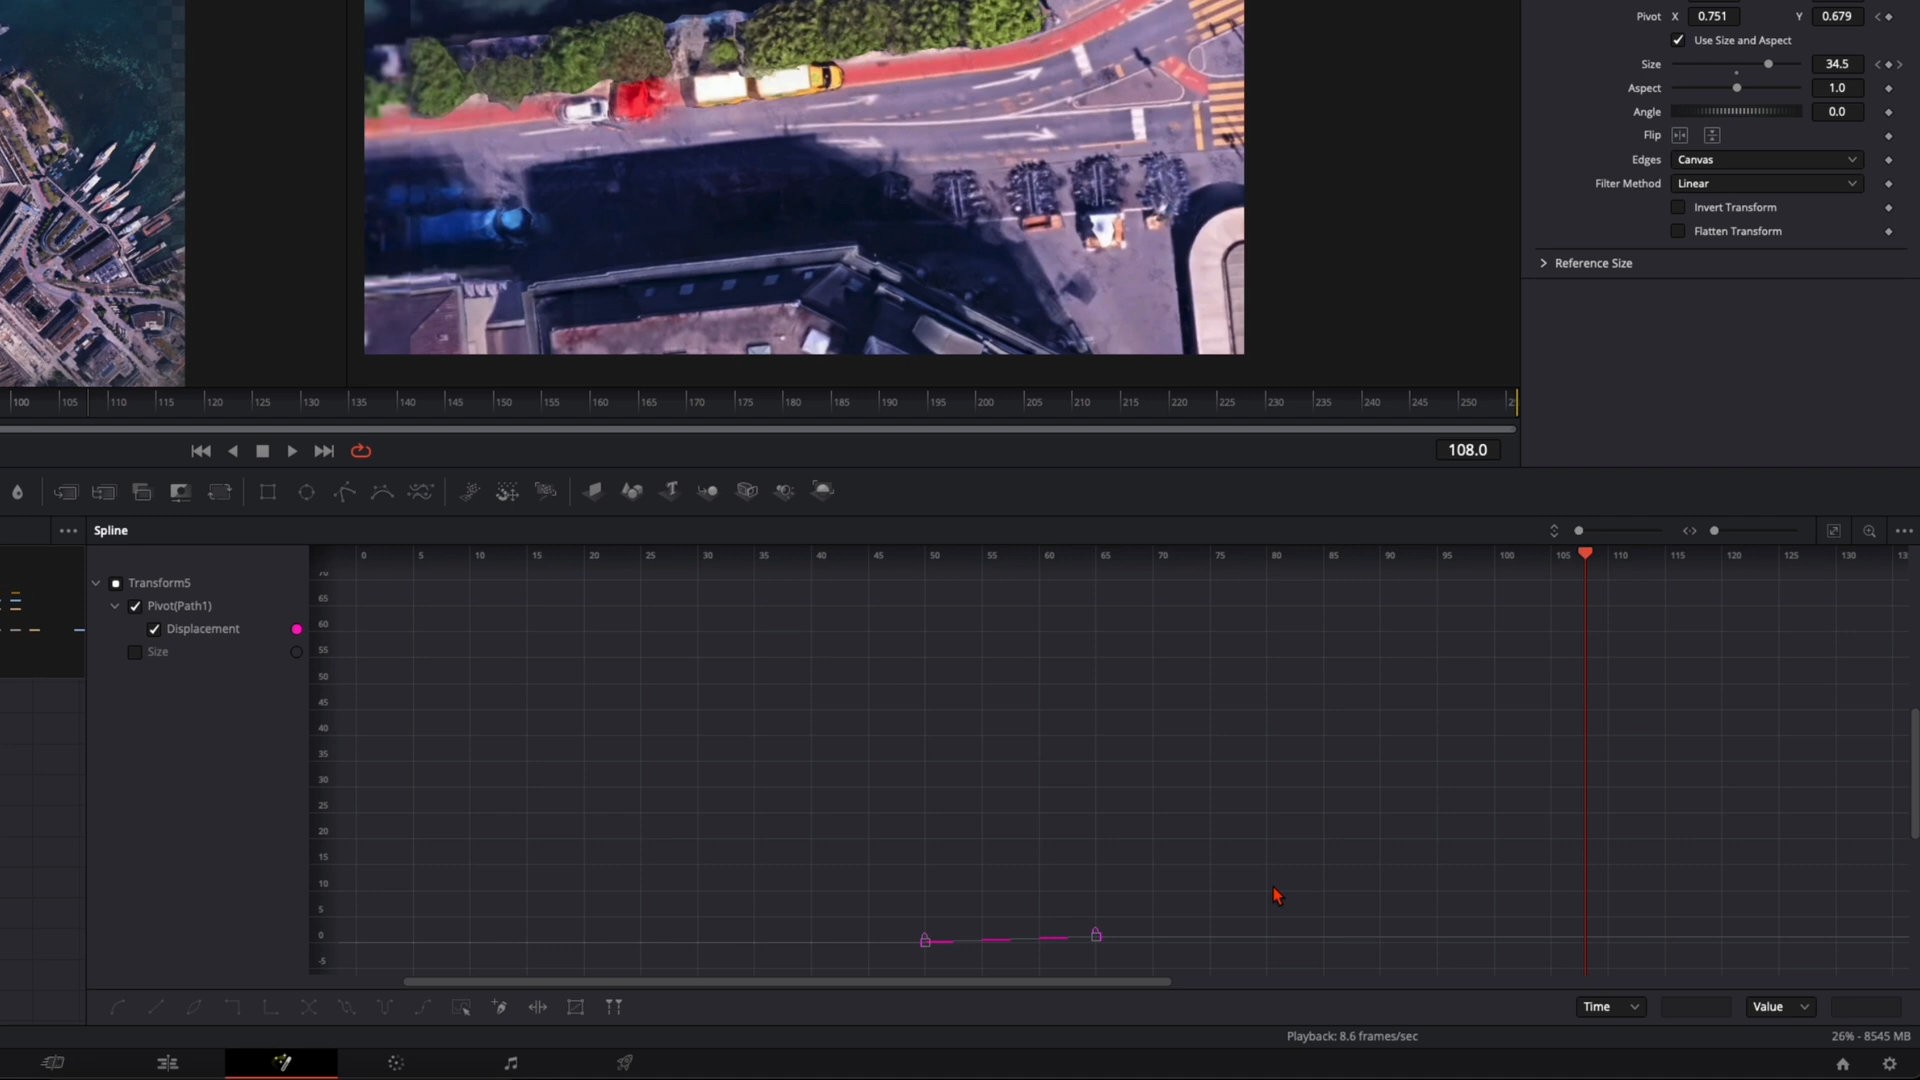 Pivot X 0.751 Y 0.679
Use Size and Aspect
Size 34.5
Aspect 1.0
Angle 0.0
Flip
Edges Canvas
Filter Method Linear
Invert Transform
Flatten Transform
Reference Size
100 105 110 115 120 125 130 135 140 145 150 155 160 165 170 175 180 185 190 195 200 205 210 215 220 225 230 235 240 245 250
108.0
Spline
0 5 10 15 20 25 30 35 40 45 50 55 60 65 70 75 80 85 90 95 100 105 110 115 120 125 130
Transform5
Pivot(Path1)
Displacement
Size
70
65
60
55
50
45
40
35
30
25
20
15
10
5
0
-5
Time Value
Playback: 8.6 frames/sec 26% - 8545 MB